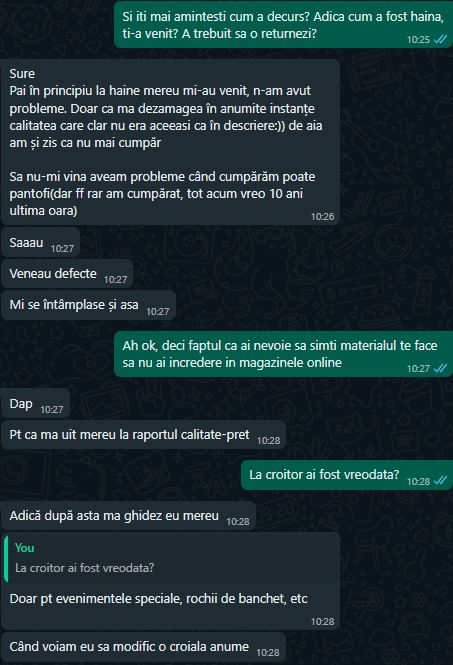 Si iti mai amintesti cum a decurs? Adica cum a fost haina,
ti-a venit? A trebuit sa o returnezi?
10:25
Sure
Pai în principiu la haine mereu mi-au venit, n-am avut
probleme. Doar ca ma dezamagea în anumite instanțe
calitatea care clar nu era aceeasi ca în descriere:)) de aia
am și zis ca nu mai cumpăr
Sa nu-mi vina aveam probleme când cumpărăm poate
pantofi(dar ff rar am cumpărat, tot acum vreo 10 ani
ultima oara)
10:26
Saaau
10:27
Veneau defecte
10:27
Mi se întâmplase și asa
10:27
Ah ok, deci faptul ca ai nevoie sa simti materialul te face
sa nu ai incredere in magazinele online
10:27
Dap
10:27
Pt ca ma uit mereu la raportul calitate-pret
10:28
La croitor ai fost vreodata?
10:28
Adică după asta ma ghidez eu mereu
10:28
You
La croitor ai fost vreodata?
Doar pt evenimentele speciale, rochii de banchet, etc
10:28
Când voiam eu sa modific o croiala anume
10:28